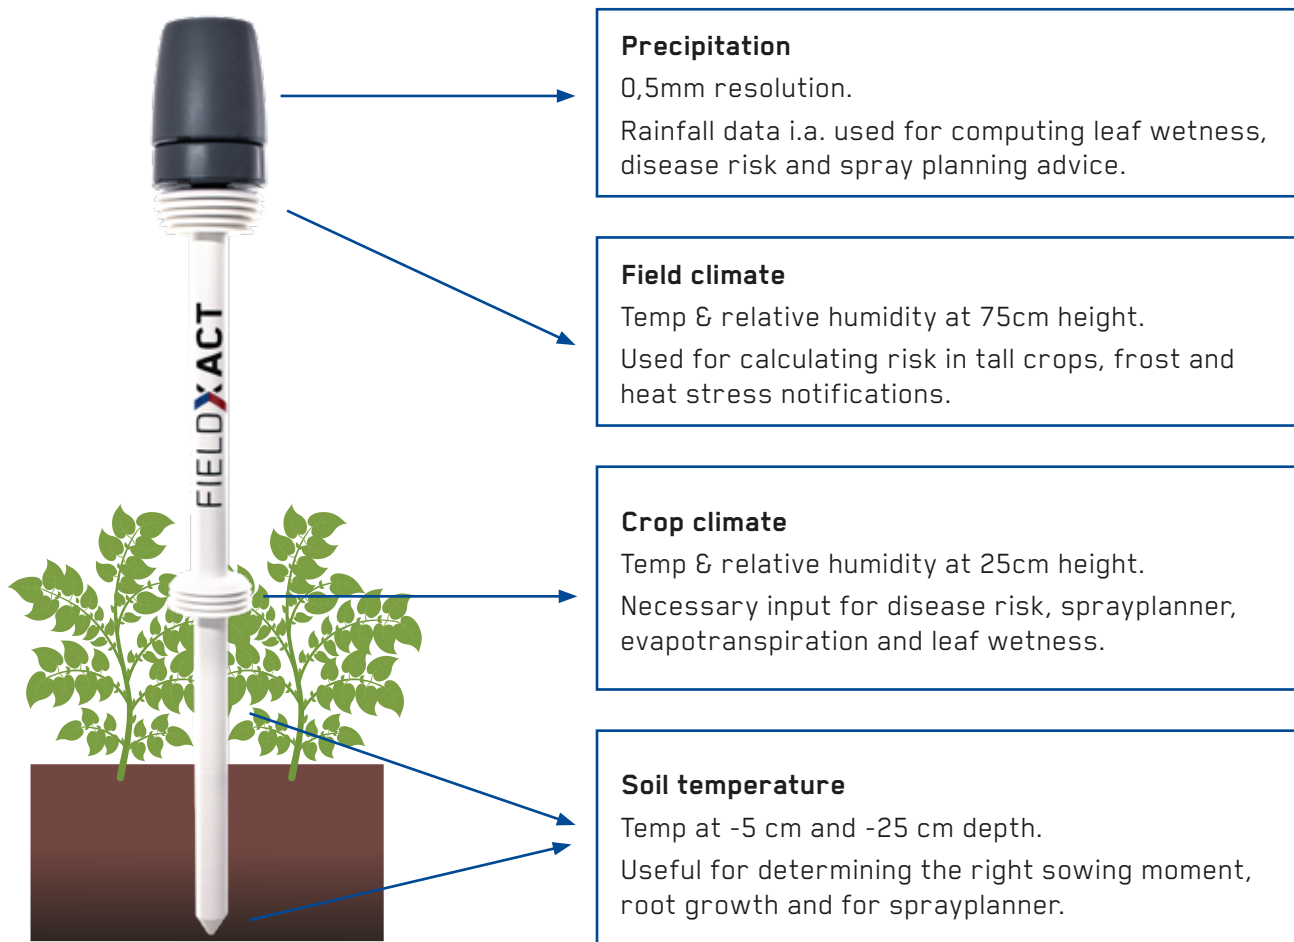 Precipitation
0,5mm resolution.
Rainfall data i.a. used for computing leaf wetness,
disease risk and spray planning advice.
Field climate
Temp & relative humidity at 75cm height.
Used for calculating risk in tall crops, frost and
heat stress notifications.
FIELDXACT
Crop climate
Temp & relative humidity at 25cm height.
Necessary input for disease risk, sprayplanner,
evapotranspiration and leaf wetness.
Soil temperature
Temp at -5 cm and -25 cm depth.
Useful for determining the right sowing moment,
root growth and for sprayplanner.